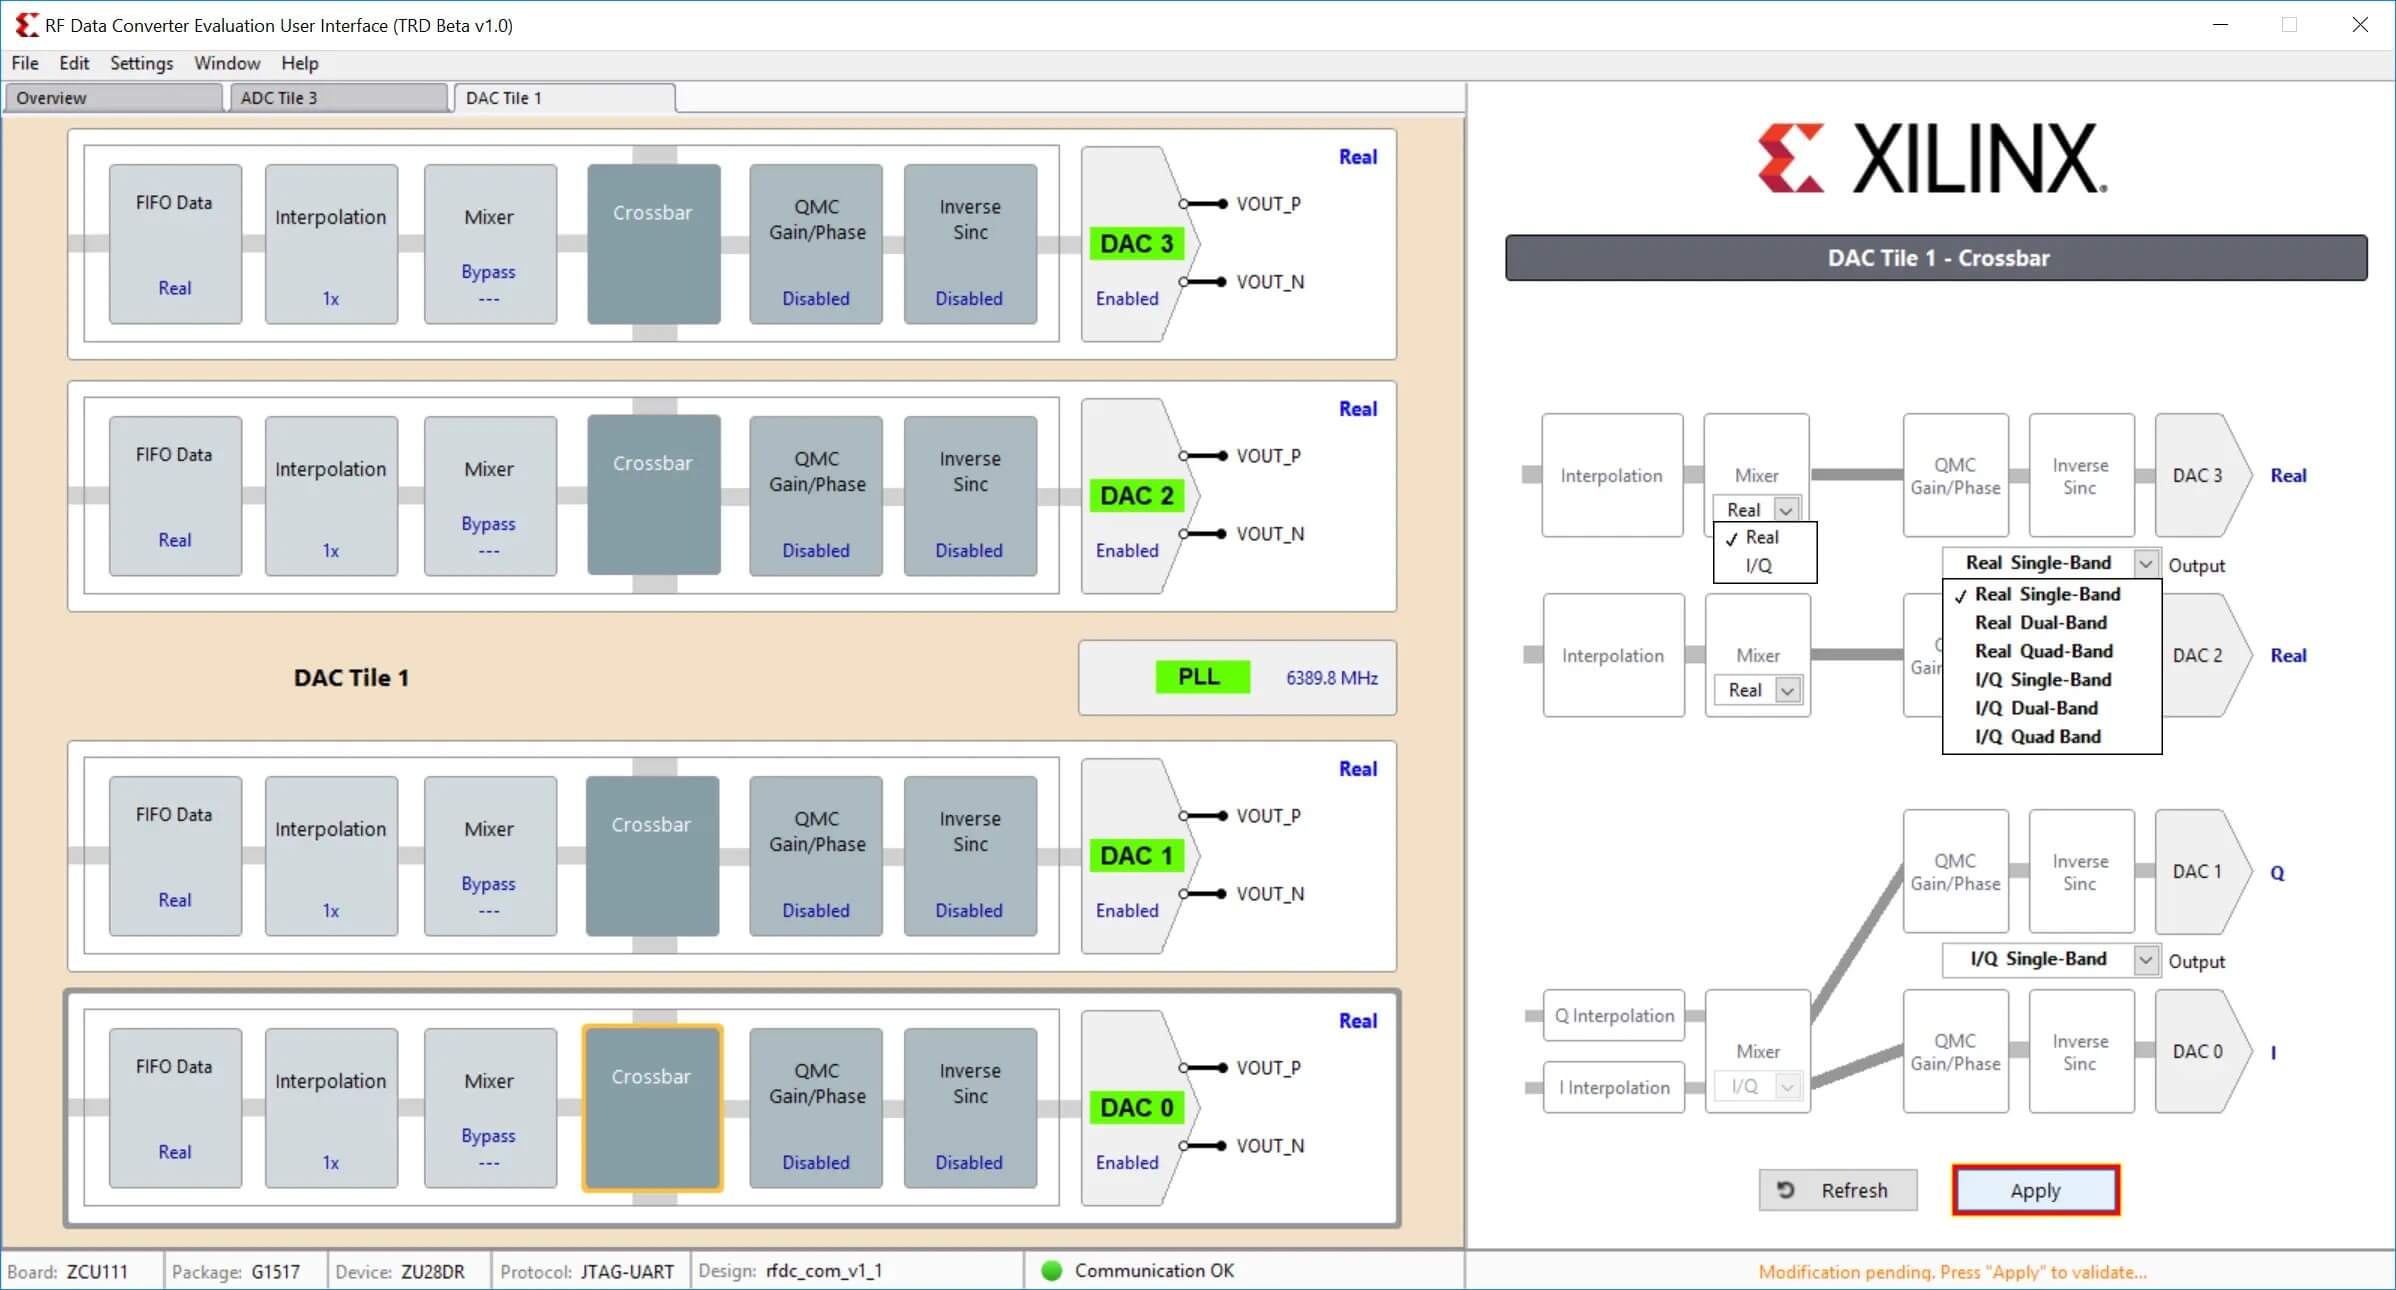 RF Data Converter Evaluation User Interface (TRD Beta v1.0)
File Edit Settings Window Help
Overview ADC Tile 3 DAC Tile 1
Real
FIFO Data Interpolation Mixer Crossbar QMC Gain/Phase Inverse Sinc
VOUT_P
DAC 3
VOUT_N
Real 1x Bypass --- Disabled Disabled Enabled
Real
FIFO Data Interpolation Mixer Crossbar QMC Gain/Phase Inverse Sinc
VOUT_P
DAC 2
VOUT_N
Real 1x Bypass --- Disabled Disabled Enabled
DAC Tile 1 PLL 6389.8 MHz
Real
FIFO Data Interpolation Mixer Crossbar QMC Gain/Phase Inverse Sinc
VOUT_P
DAC 1
VOUT_N
Real 1x Bypass --- Disabled Disabled Enabled
Real
FIFO Data Interpolation Mixer Crossbar QMC Gain/Phase Inverse Sinc
VOUT_P
DAC 0
VOUT_N
Real 1x Bypass --- Disabled Disabled Enabled
XILINX
DAC Tile 1 - Crossbar
Interpolation Mixer QMC Gain/Phase Inverse Sinc DAC 3 Real
Real
✓ Real
I/Q
Real Single-Band Output
✓ Real Single-Band
Real Dual-Band
Real Quad-Band
I/Q Single-Band
I/Q Dual-Band
I/Q Quad Band
Interpolation Mixer DAC 2 Real
Real
QMC Gain/Phase Inverse Sinc DAC 1 Q
I/Q Single-Band Output
Q Interpolation
I Interpolation
Mixer
I/Q
QMC Gain/Phase Inverse Sinc DAC 0 I
Refresh Apply
Board: ZCU111 Package: G1517 Device: ZU28DR Protocol: JTAG-UART Design: rfdc_com_v1_1 Communication OK
Modification pending. Press "Apply" to validate...